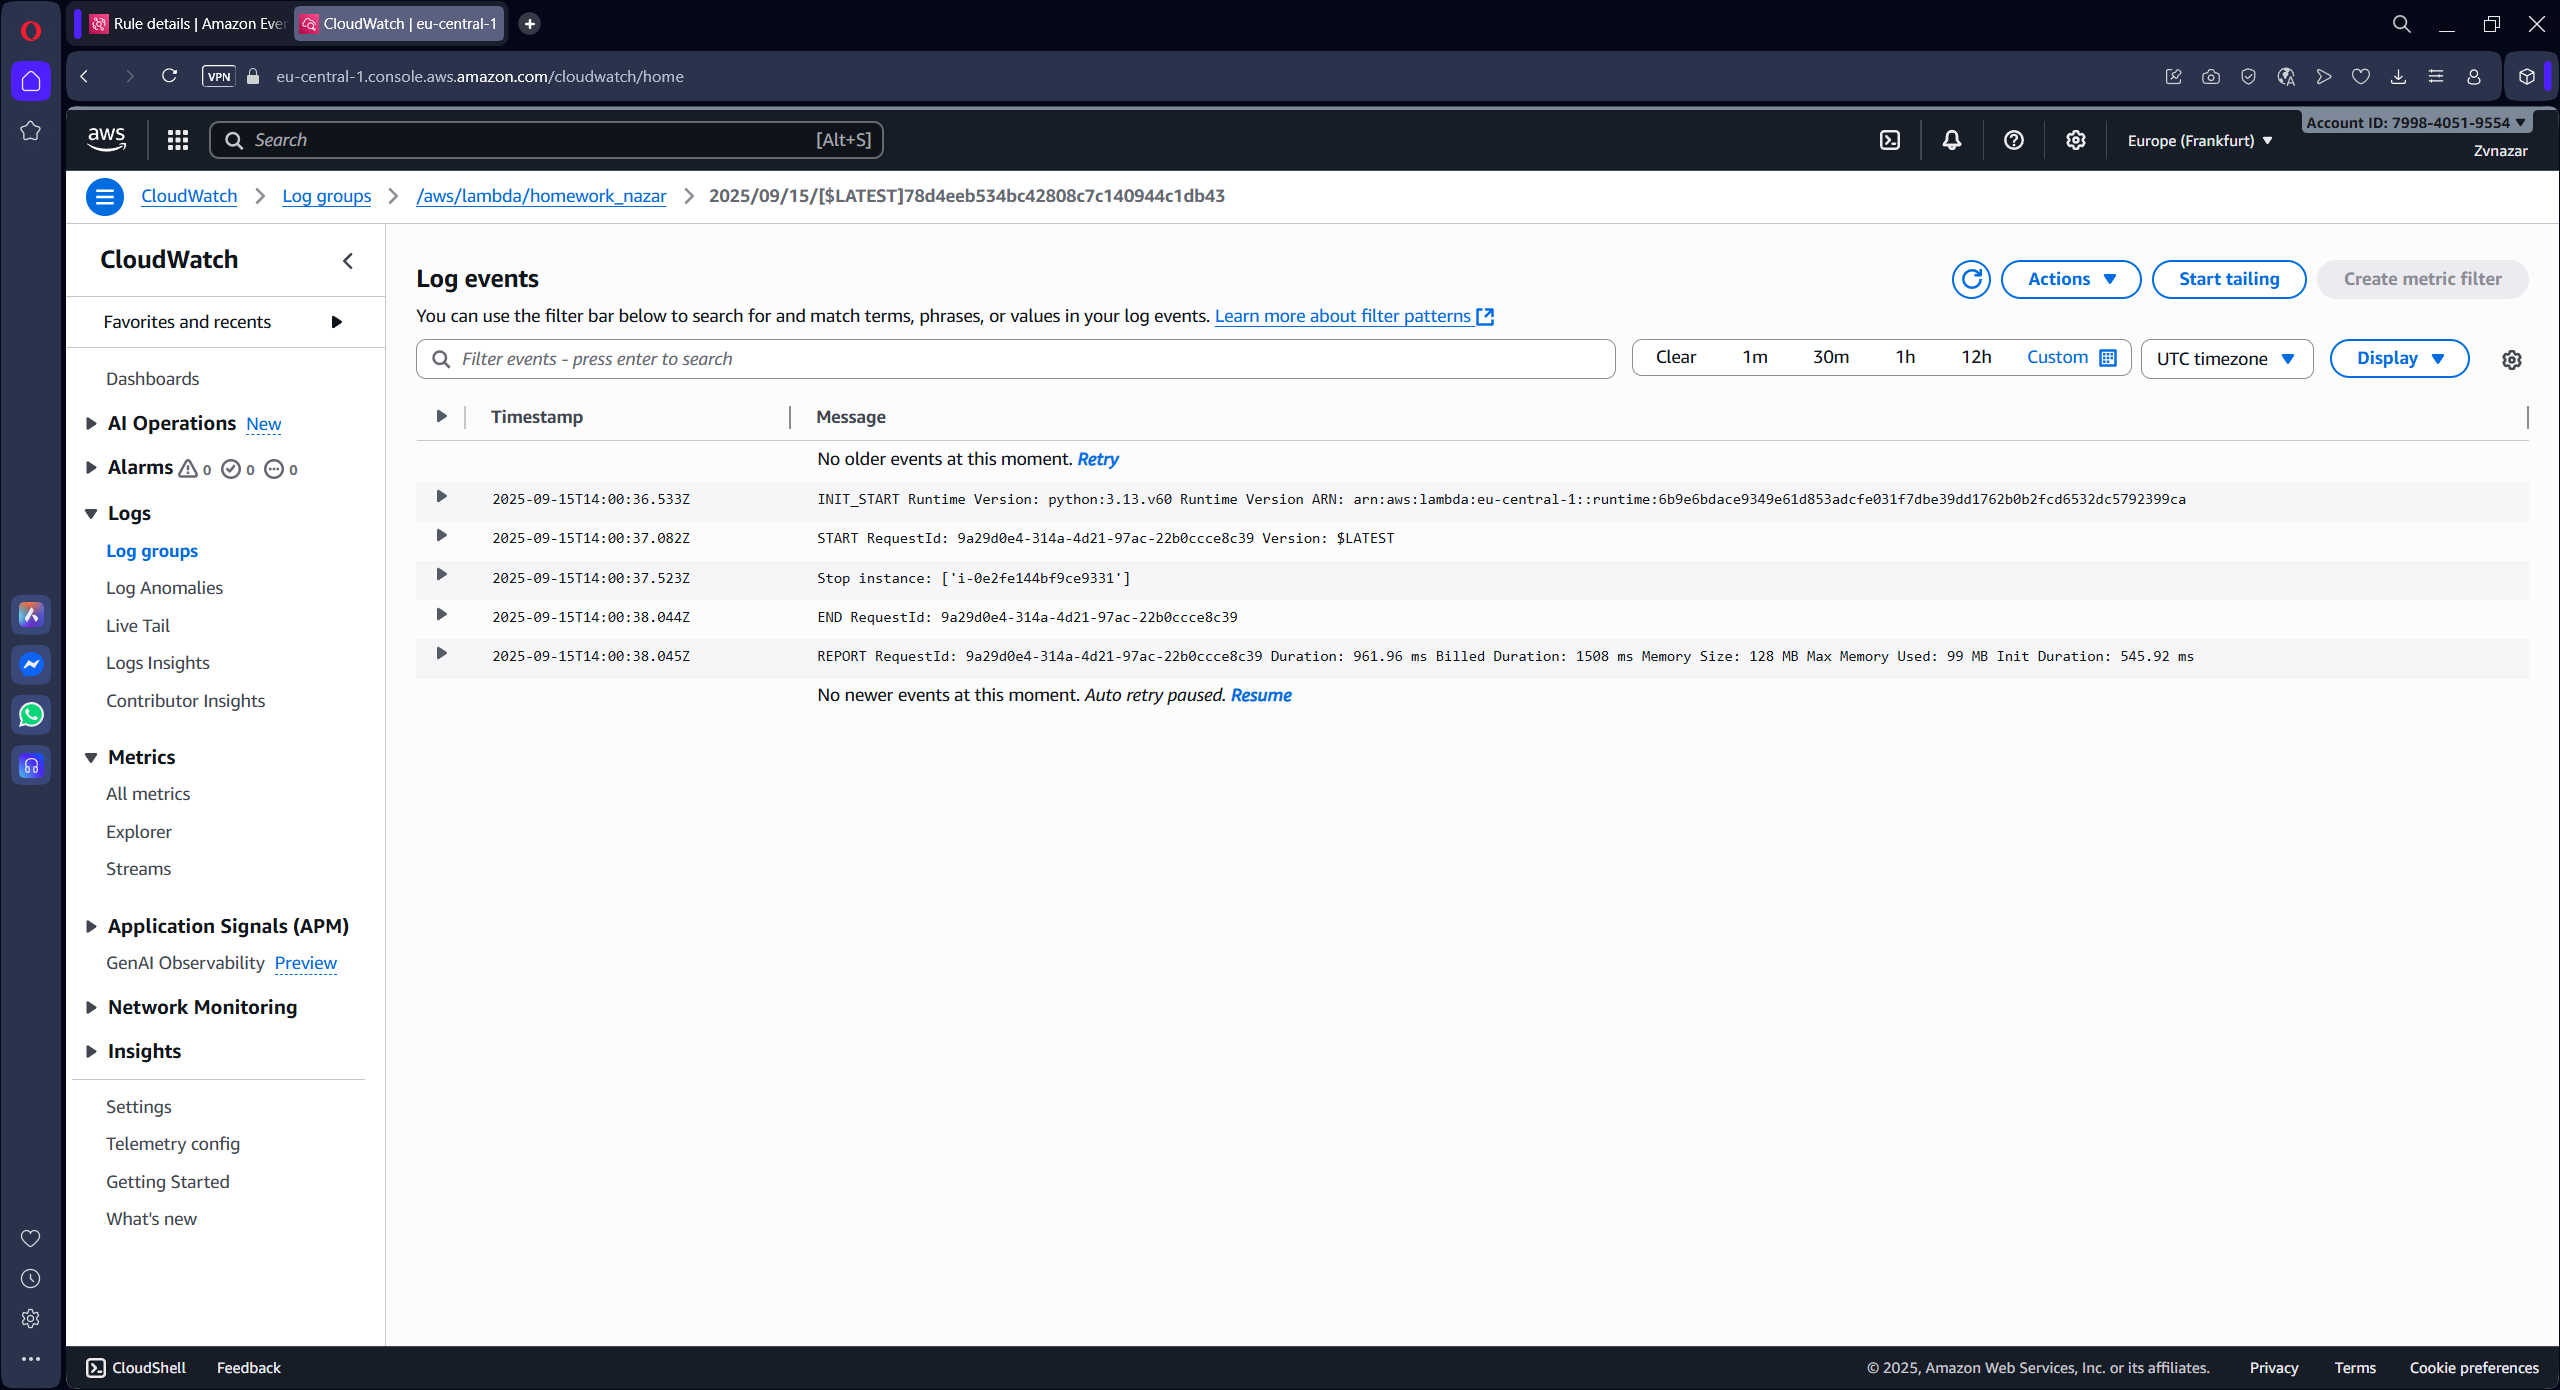 Rule details | Amazon Eve
CloudWatch | eu-central-1
VPN
eu-central-1.console.aws.amazon.com/cloudwatch/home
aws
Search
[Alt+S]
Europe (Frankfurt)
Account ID: 7998-4051-9554
Zvnazar
CloudWatch
Log groups
/aws/lambda/homework_nazar
2025/09/15/[$LATEST]78d4eeb534bc42808c7c140944c1db43
CloudWatch
Favorites and recents
Dashboards
AI Operations New
Alarms 0 0 0
Logs
Log groups
Log Anomalies
Live Tail
Logs Insights
Contributor Insights
Metrics
All metrics
Explorer
Streams
Application Signals (APM)
GenAI Observability Preview
Network Monitoring
Insights
Settings
Telemetry config
Getting Started
What's new
Log events
Actions
Start tailing
Create metric filter
You can use the filter bar below to search for and match terms, phrases, or values in your log events. Learn more about filter patterns
Filter events - press enter to search
Clear 1m 30m 1h 12h Custom
UTC timezone
Display
Timestamp Message
No older events at this moment. Retry
2025-09-15T14:00:36.533Z INIT_START Runtime Version: python:3.13.v60 Runtime Version ARN: arn:aws:lambda:eu-central-1::runtime:6b9e6bdace9349e61d853adcfe031f7dbe39dd1762b0b2fcd6532dc5792399ca
2025-09-15T14:00:37.082Z START RequestId: 9a29d0e4-314a-4d21-97ac-22b0ccce8c39 Version: $LATEST
2025-09-15T14:00:37.523Z Stop instance: ['i-0e2fe144bf9ce9331']
2025-09-15T14:00:38.044Z END RequestId: 9a29d0e4-314a-4d21-97ac-22b0ccce8c39
2025-09-15T14:00:38.045Z REPORT RequestId: 9a29d0e4-314a-4d21-97ac-22b0ccce8c39 Duration: 961.96 ms Billed Duration: 1508 ms Memory Size: 128 MB Max Memory Used: 99 MB Init Duration: 545.92 ms
No newer events at this moment. Auto retry paused. Resume
CloudShell
Feedback
© 2025, Amazon Web Services, Inc. or its affiliates.
Privacy
Terms
Cookie preferences